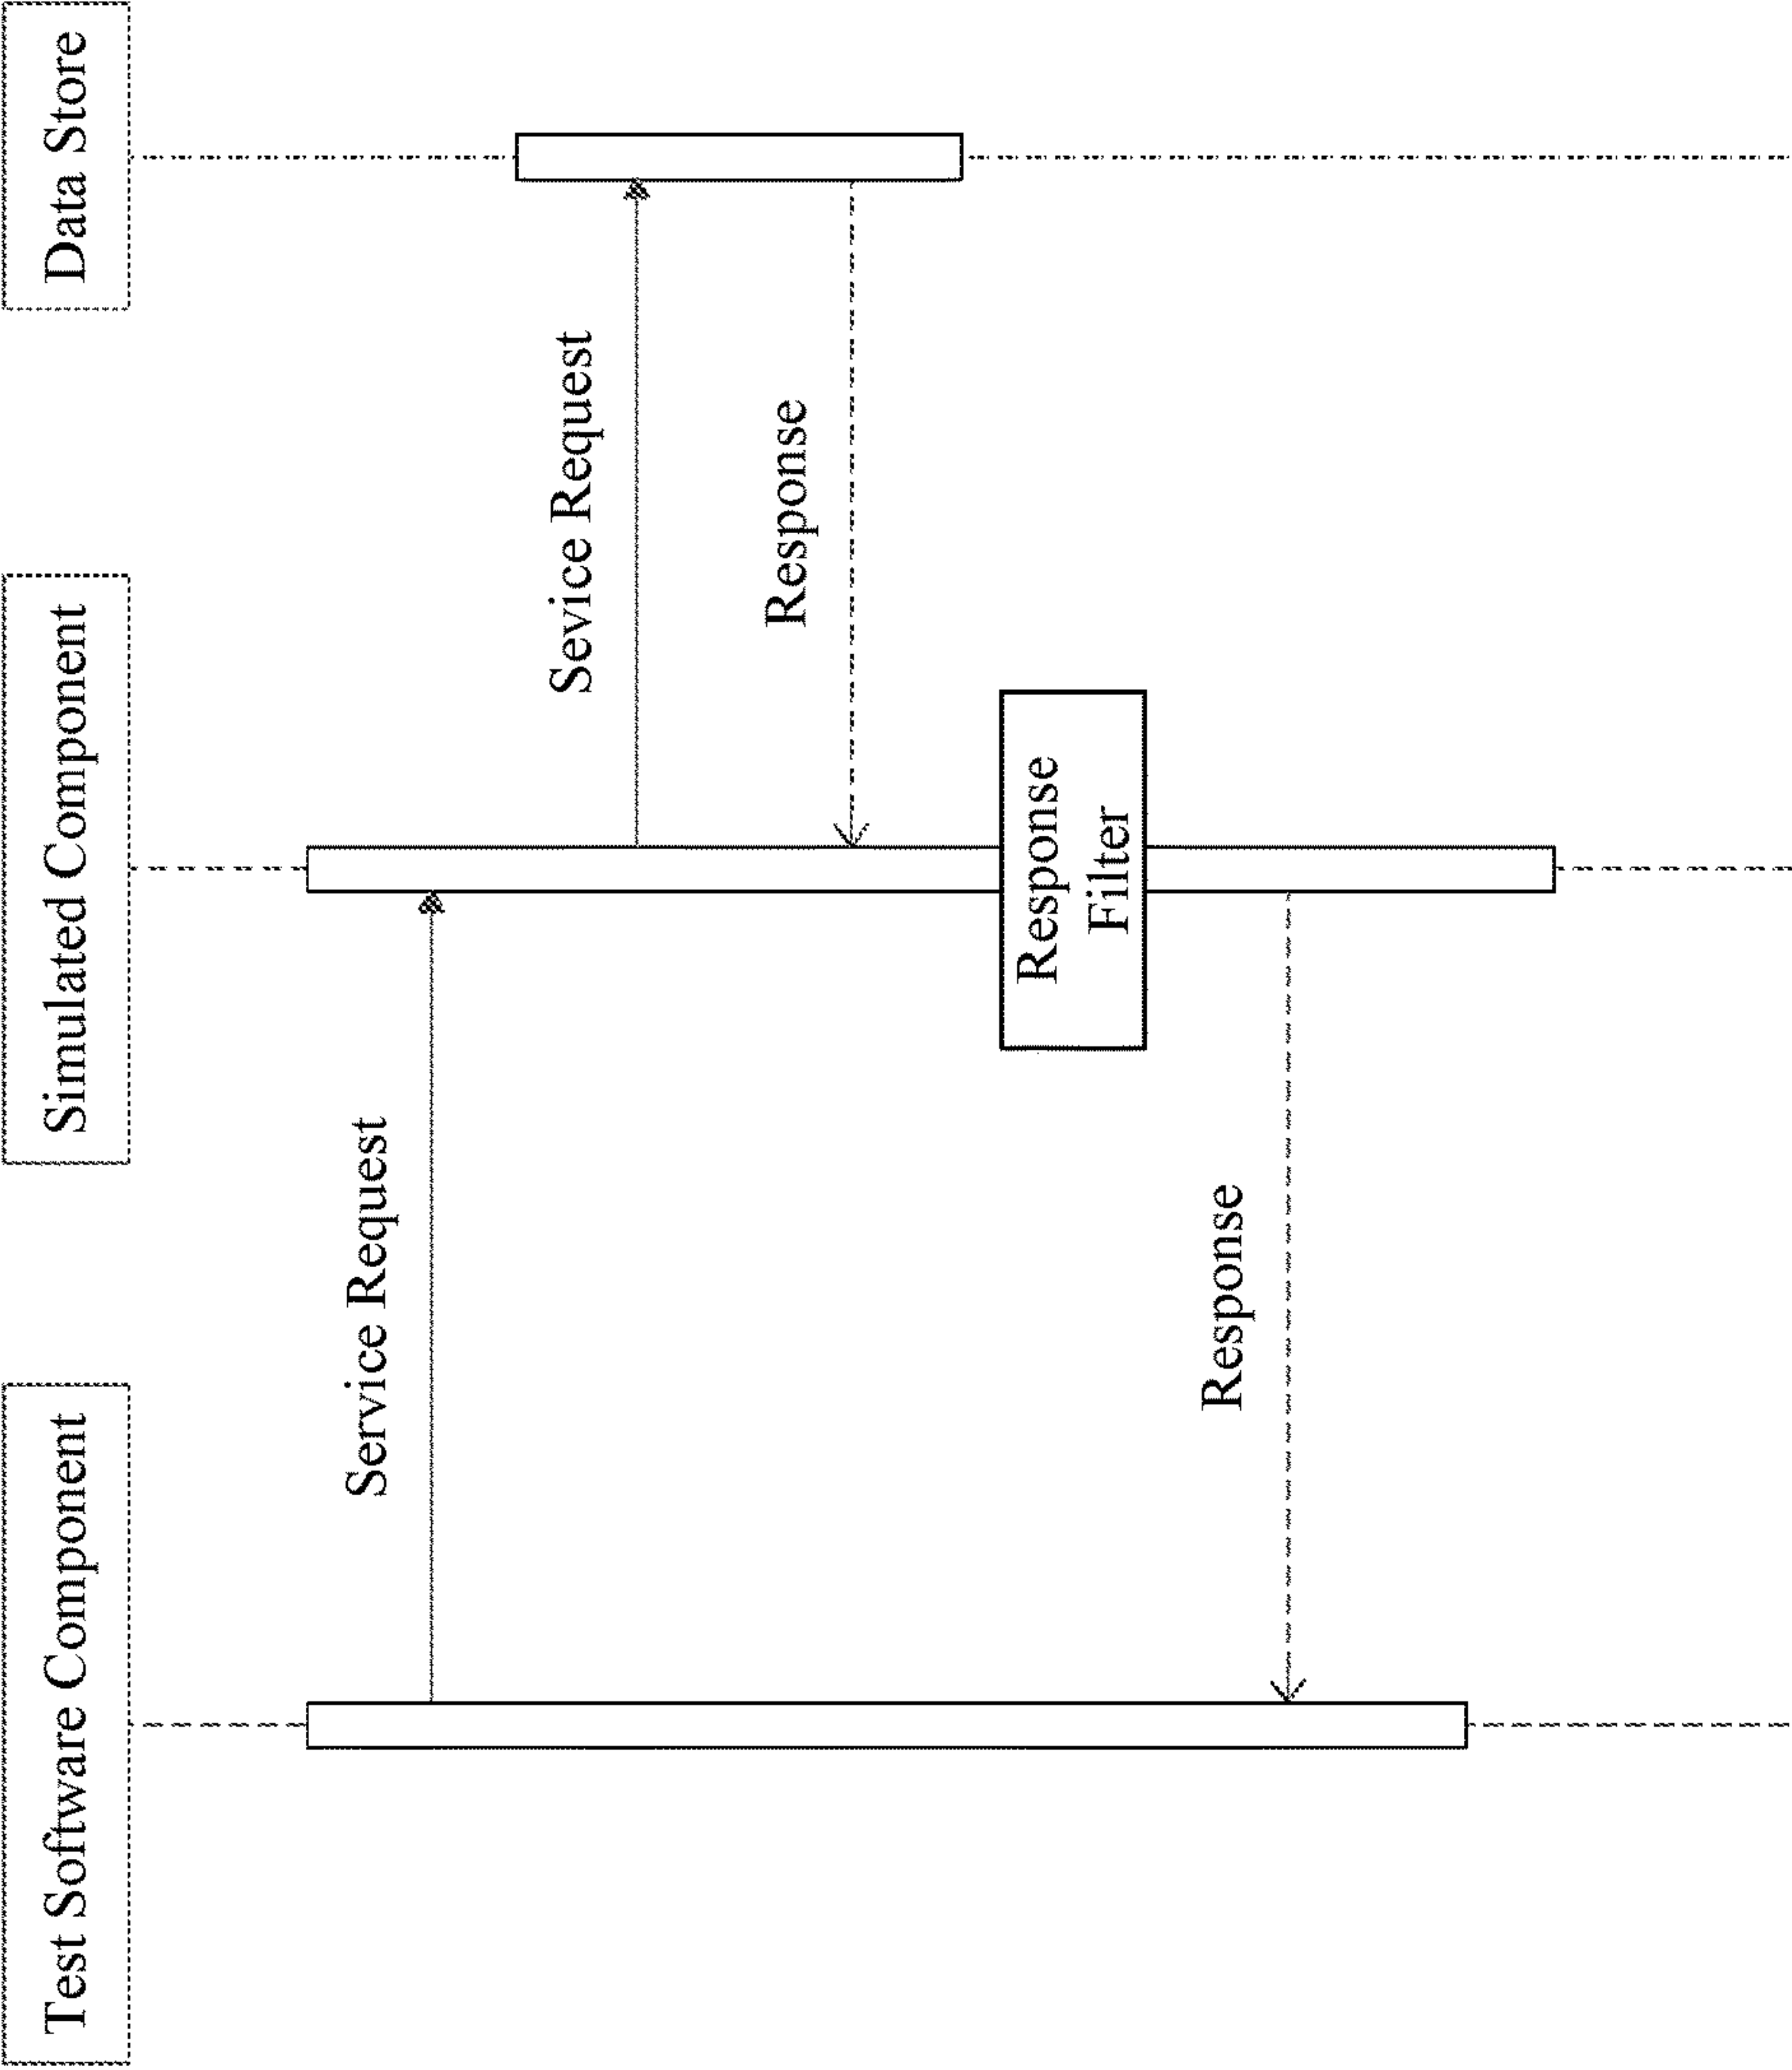 Test Software Component
Simulated Component
Data Store
Service Request
Sevice Request
Response
Response
Filter
Response